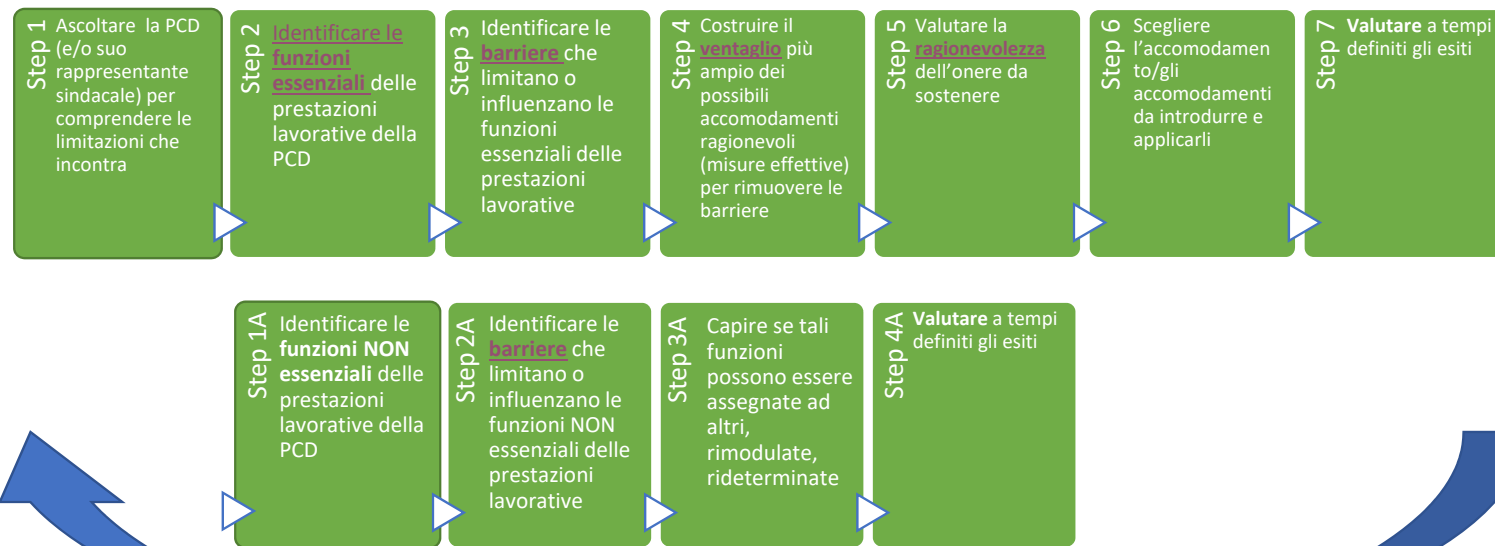 Step 1
Ascoltare la PCD
(e/o suo
rappresentante
sindacale) per
comprendere le
limitazioni che
incontra
Step 2
Identificare le
funzioni
essenziali delle
prestazioni
lavorative della
PCD
Step 3
Identificare le
barriere che
limitano o
influenzano le
funzioni
essenziali delle
prestazioni
lavorative
Step 4
Costruire il
ventaglio più
ampio dei
possibili
accomodamenti
ragionevoli
(misure effettive)
per rimuovere le
barriere
Step 5
Valutare la
ragionevolezza
dell'onere da
sostenere
Step 6
Scegliere
l'accomodamen
to/gli
accomodamenti
da introdurre e
applicarli
Step 7
Valutare a tempi
definiti gli esiti
Step 1A
Identificare le
funzioni NON
essenziali delle
prestazioni
lavorative della
PCD
Step 2A
Identificare le
barriere che
limitano o
influenzano le
funzioni NON
essenziali delle
prestazioni
lavorative
Step 3A
Capire se tali
funzioni
possono essere
assegnate ad
altri,
rimodulate,
rideterminate
Step 4A
Valutare a tempi
definiti gli esiti